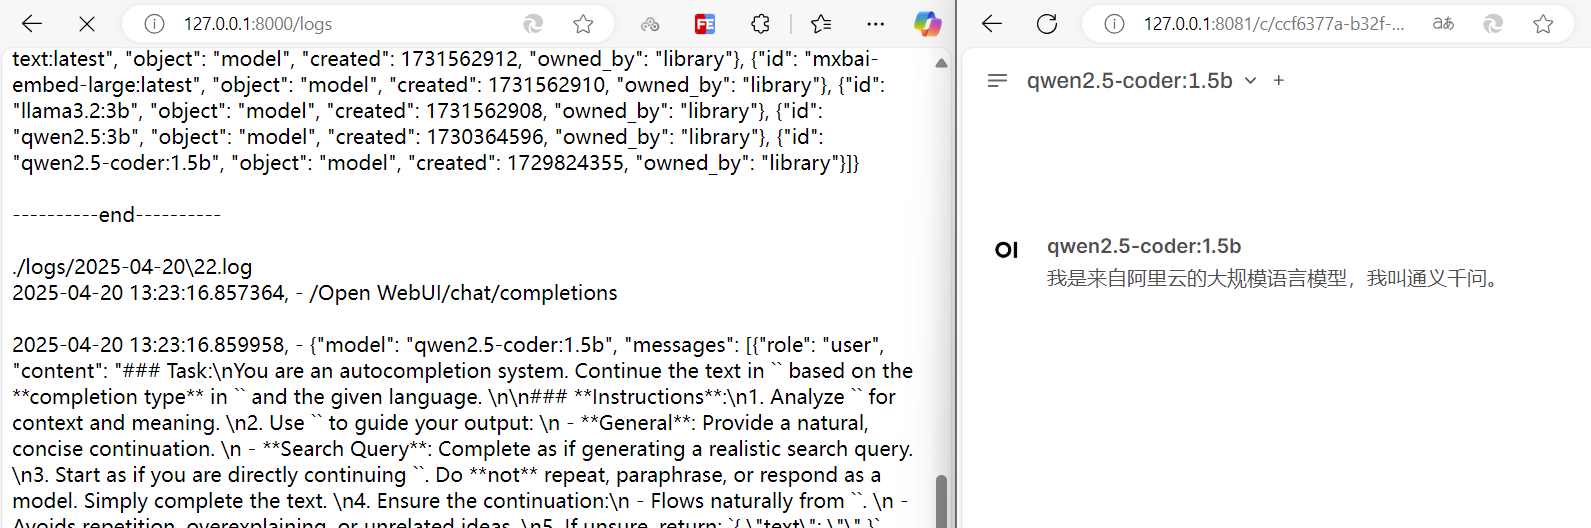 127.0.0.1:8000/logs
text:latest", "object": "model", "created": 1731562912, "owned_by": "library"}, {"id": "mxbai-
embed-large:latest", "object": "model", "created": 1731562910, "owned_by": "library"}, {"id":
"llama3.2:3b", "object": "model", "created": 1731562908, "owned_by": "library"}, {"id":
"qwen2.5:3b", "object": "model", "created": 1730364596, "owned_by": "library"}, {"id":
"qwen2.5-coder:1.5b", "object": "model", "created": 1729824355, "owned_by": "library"}]}
----------end----------
./logs/2025-04-20\22.log
2025-04-20 13:23:16.857364, - /Open WebUI/chat/completions
2025-04-20 13:23:16.859958, - {"model": "qwen2.5-coder:1.5b", "messages": [{"role": "user",
"content": "### Task:\nYou are an autocompletion system. Continue the text in `` based on the
**completion type** in `` and the given language. \n\n### **Instructions**:\n1. Analyze `` for
context and meaning. \n2. Use `` to guide your output: \n - **General**: Provide a natural,
concise continuation. \n - **Search Query**: Complete as if generating a realistic search query.
\n3. Start as if you are directly continuing ``. Do **not** repeat, paraphrase, or respond as a
model. Simply complete the text. \n4. Ensure the continuation:\n - Flows naturally from ``. \n -
Avoids repetition, overexplaining, or unrelated ideas. \n5. If unsure, return: `{ \"text\": \"\" }`.
127.0.0.1:8081/c/ccf6377a-b32f-...
aあ
qwen2.5-coder:1.5b
OI
qwen2.5-coder:1.5b
我是来自阿里云的大规模语言模型，我叫通义千问。